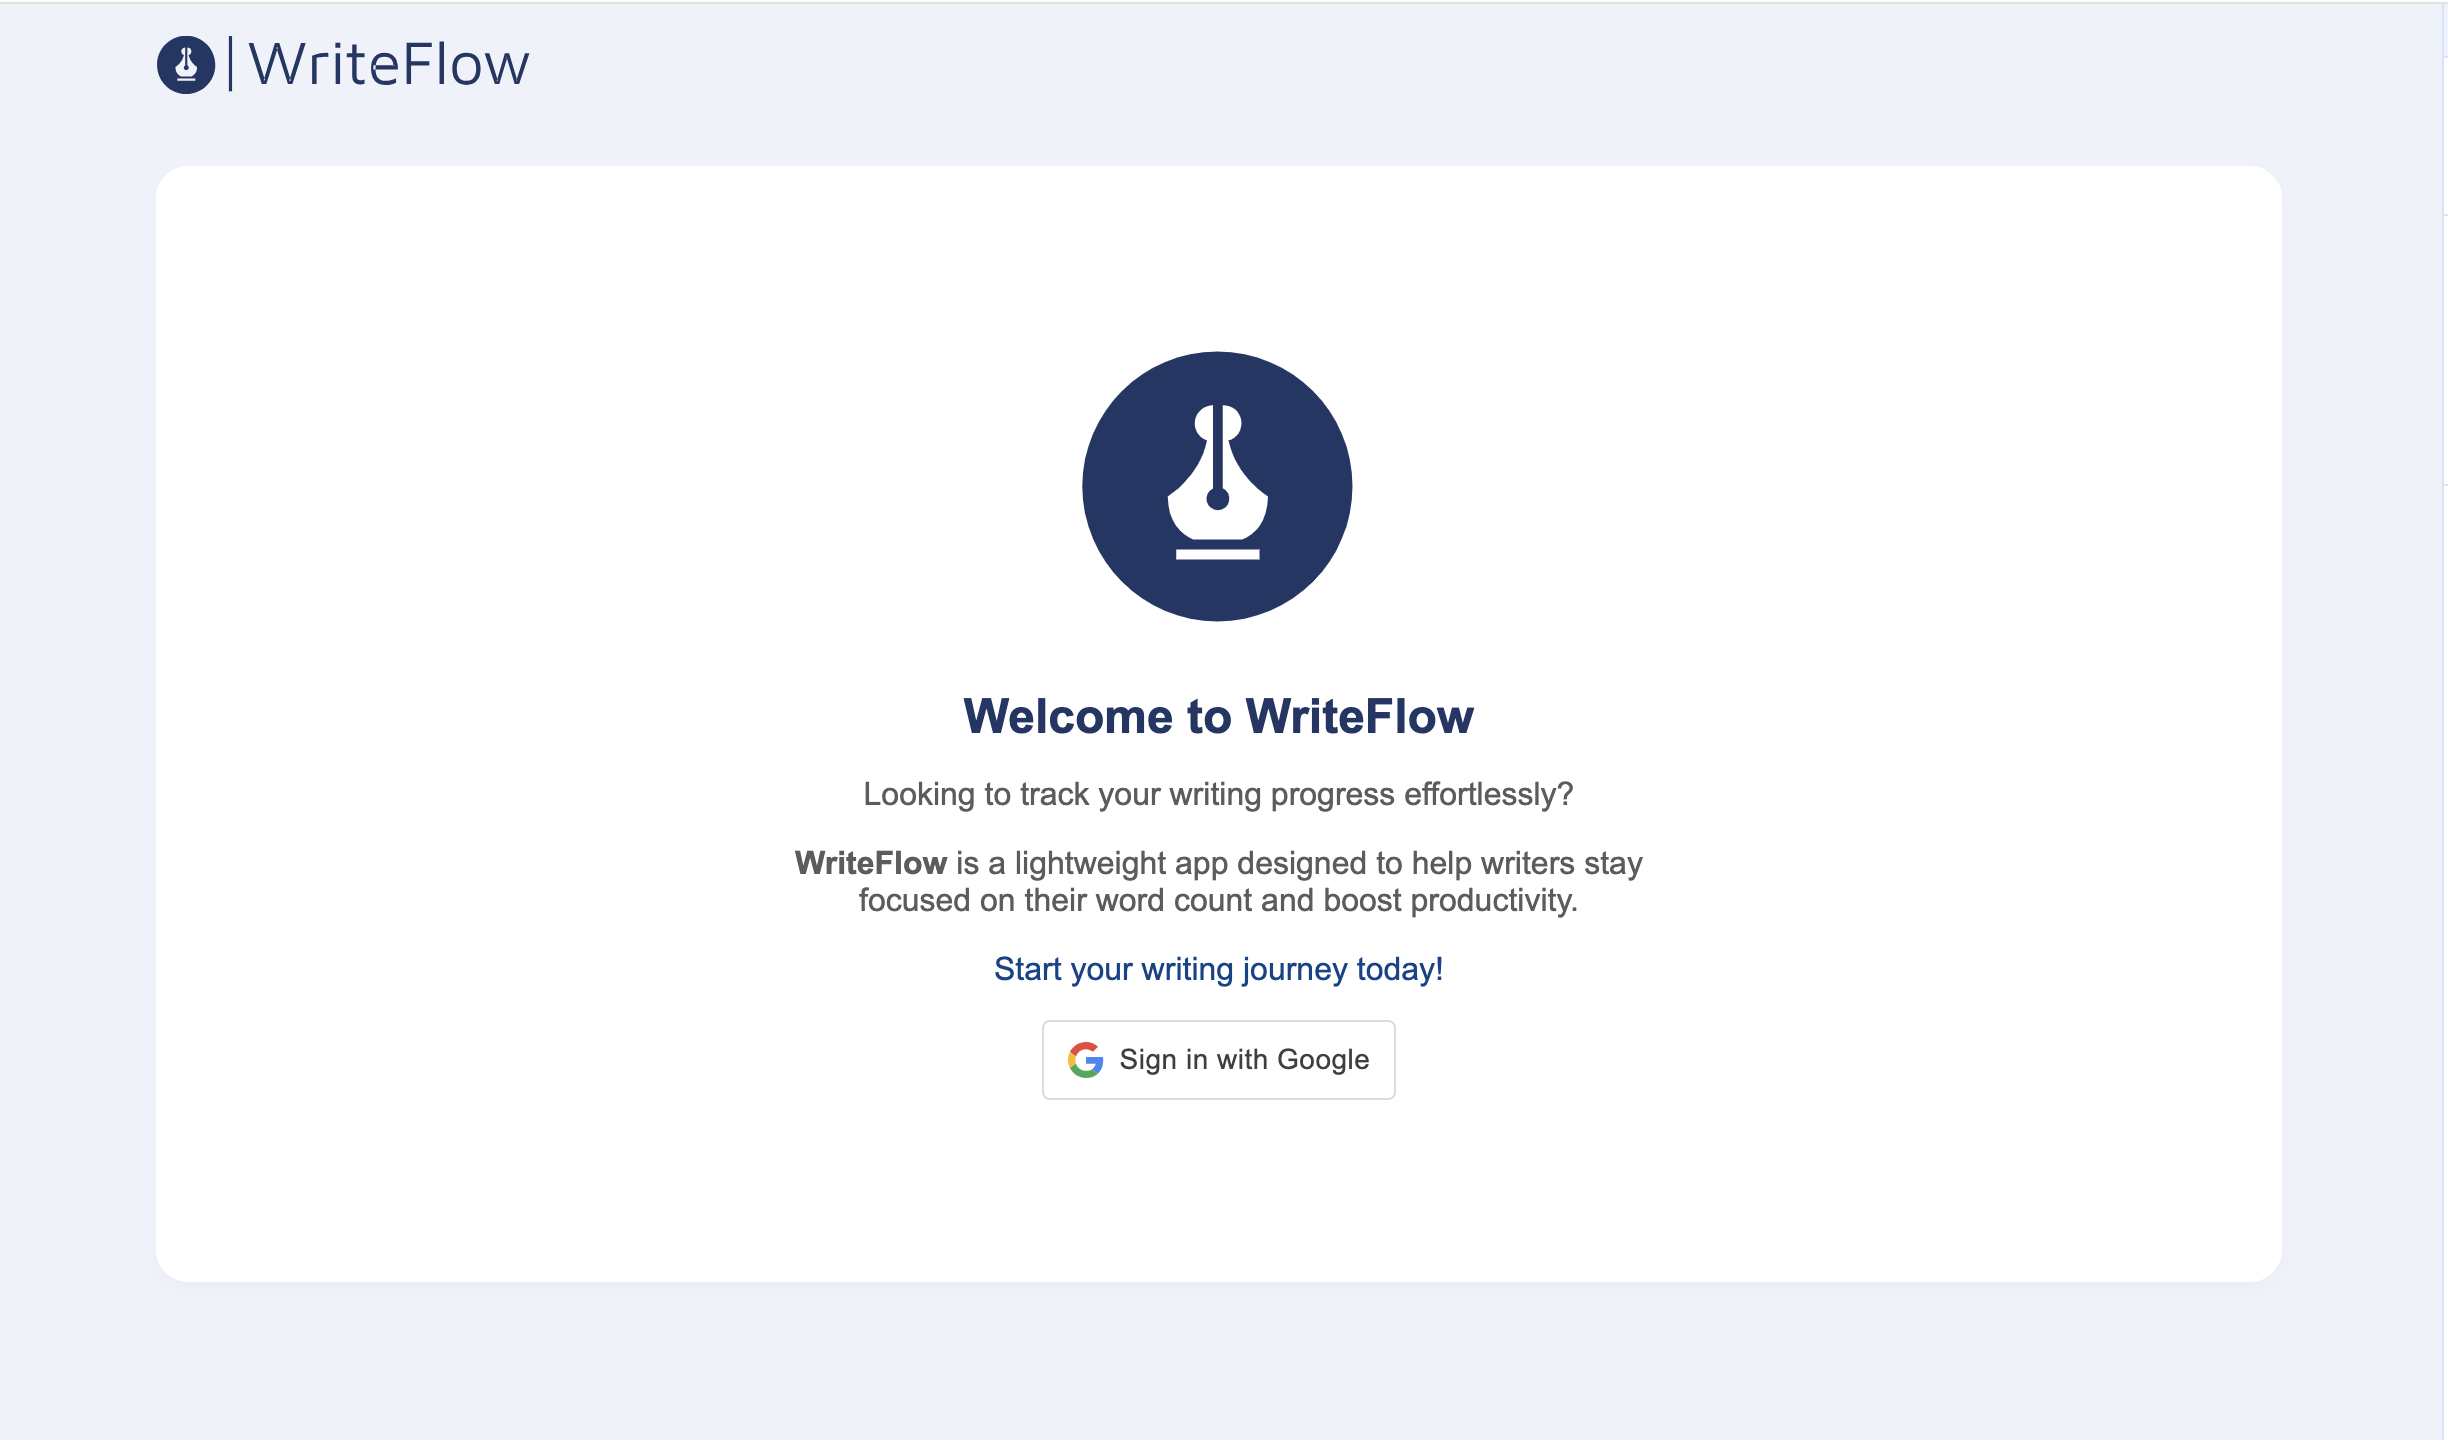 WriteFlow
Welcome to WriteFlow
Looking to track your writing progress effortlessly?
WriteFlow is a lightweight app designed to help writers stay
focused on their word count and boost productivity.
Start your writing journey today!
Sign in with Google